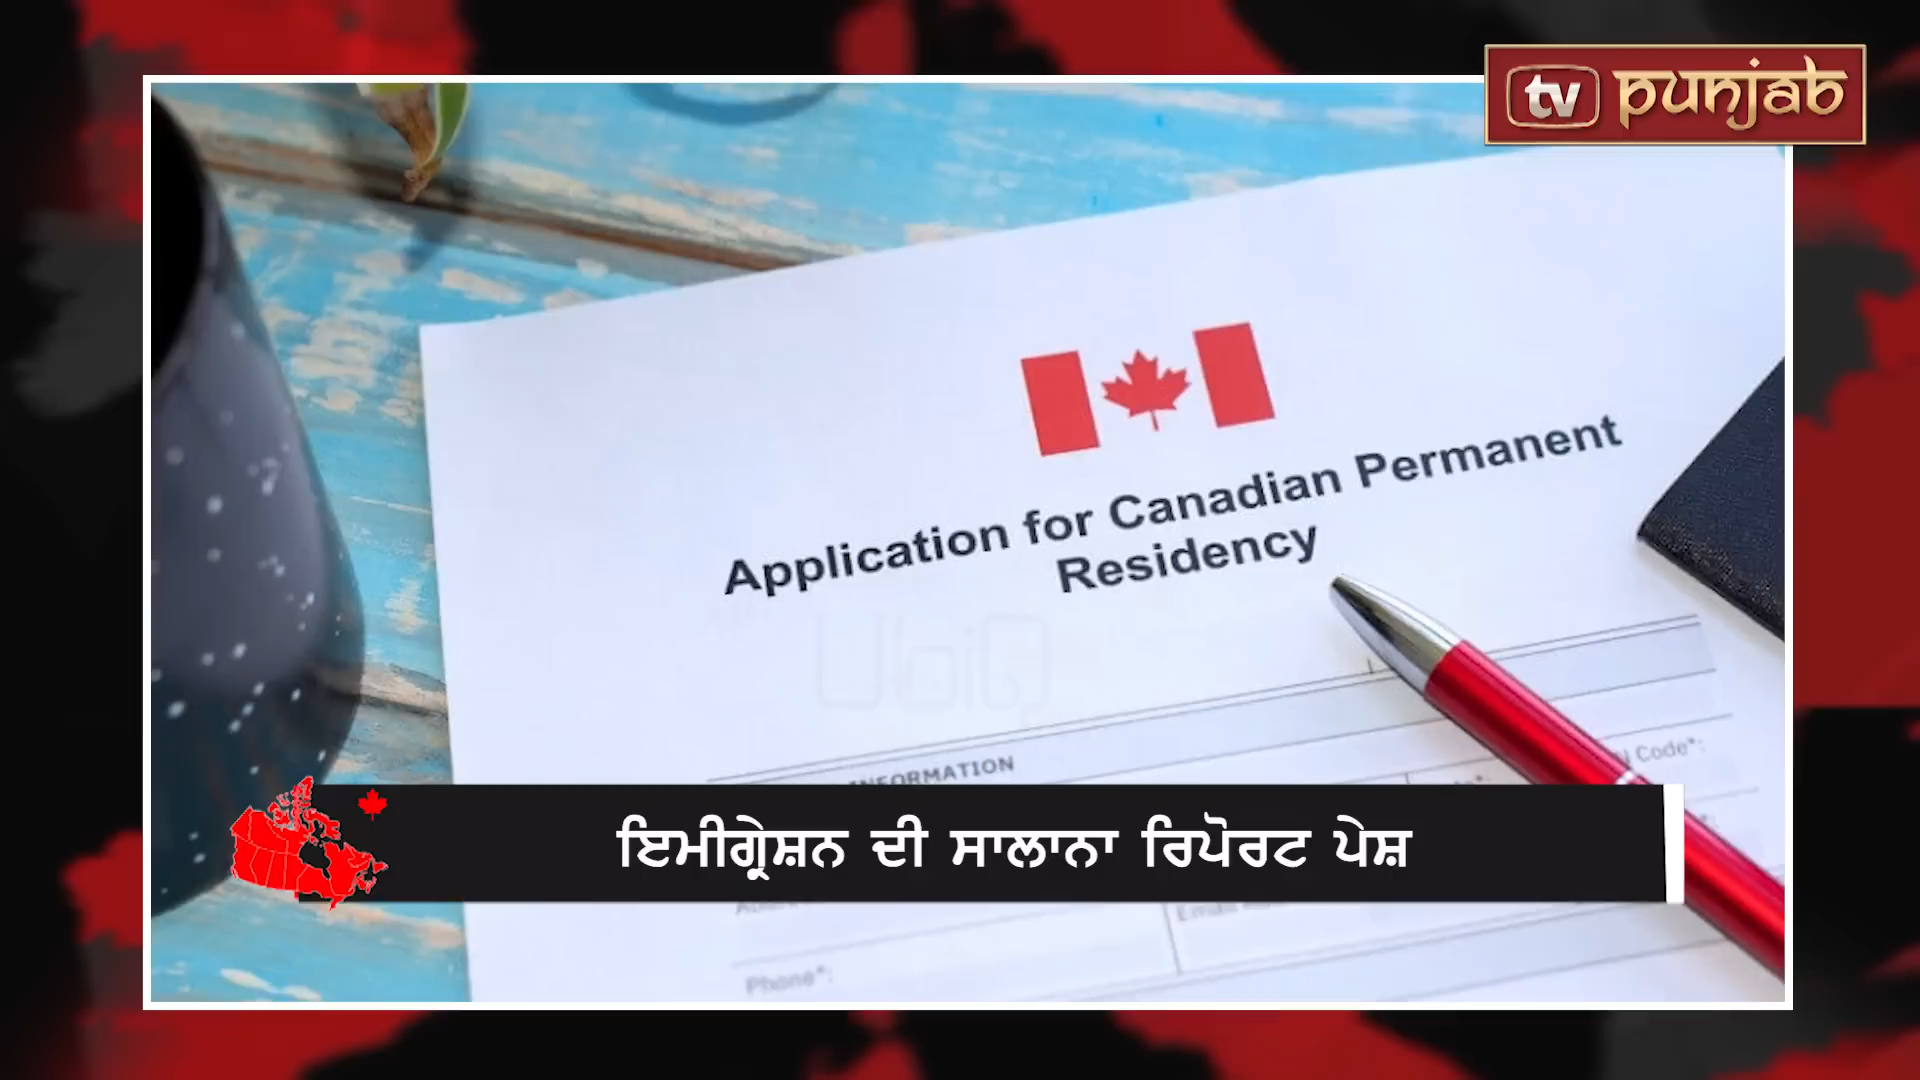 tv punjab
Application for Canadian Permanent
Residency
INFORMATION
Code*:
ਇਮੀਗ੍ਰੇਸ਼ਨ ਦੀ ਸਾਲਾਨਾ ਰਿਪੋਰਟ ਪੇਸ਼
Phone*: